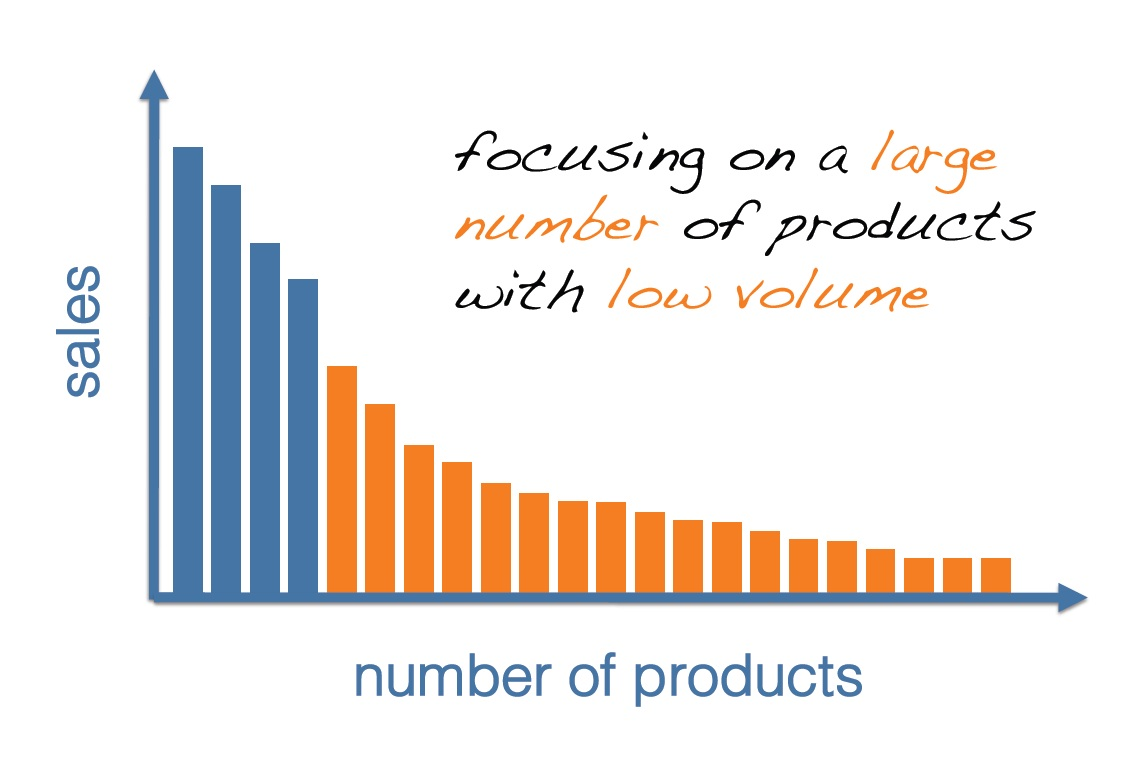 focusing on a large
number of products
with low volume
sales
number of products